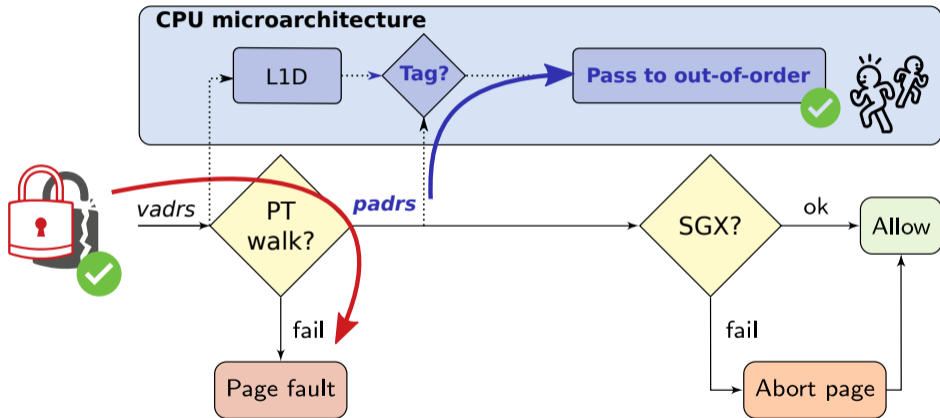 CPU microarchitecture
L1D
Tag?
Pass to out-of-order
vadrs
PT
walk?
padrs
SGX?
ok
Allow
fail
fail
Page fault
Abort page